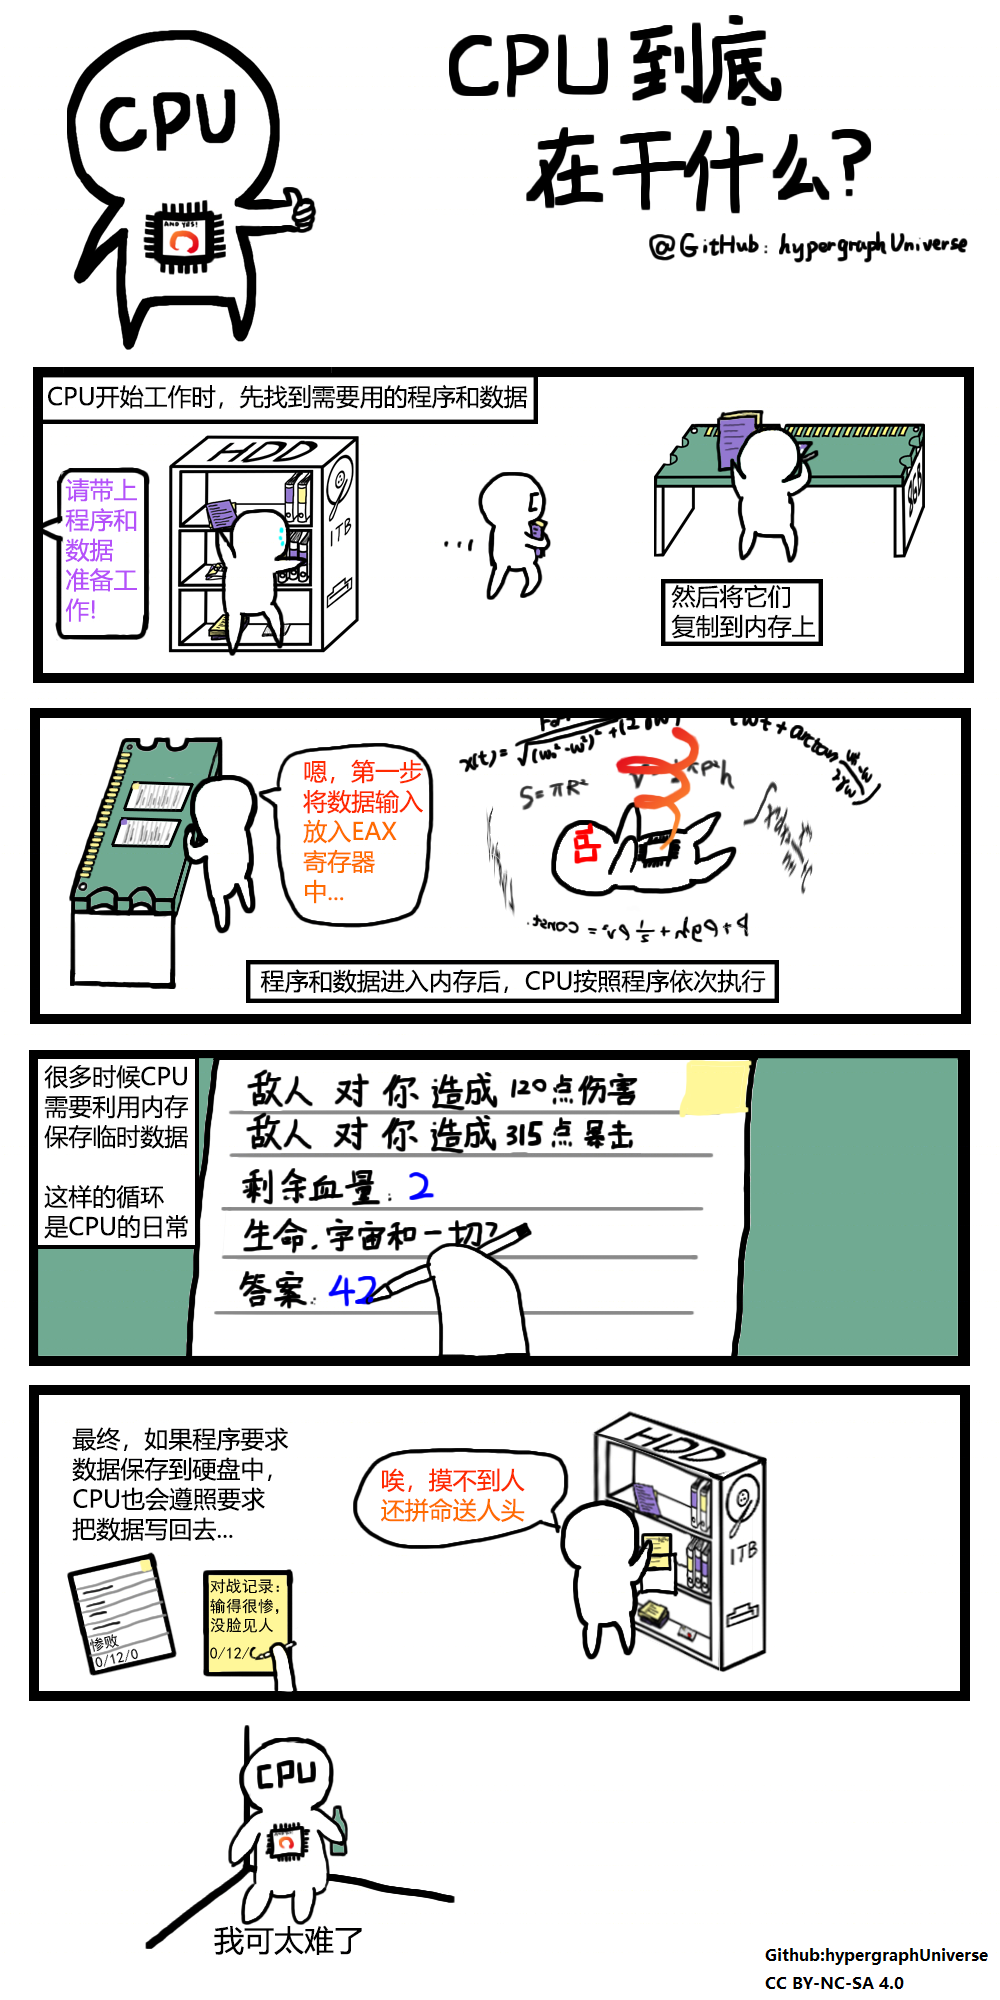 CPU
CPU到底
在干什么?
@GitHub: hypergraphUniverse
AND YES!
CPU开始工作时，先找到需要用的程序和数据
请带上
程序和
数据
准备工
作!
HDD
1TB
...
8GB
然后将它们
复制到内存上
嗯，第一步
将数据输入
放入EAX
寄存器
中...
S=πR²
CPU
程序和数据进入内存后，CPU按照程序依次执行
很多时候CPU
需要利用内存
保存临时数据
这样的循环
是CPU的日常
敌人 对 你 造成 120点伤害
敌人 对 你 造成 315点暴击
剩余血量: 2
生命.宇宙和一切?
答案: 42
最终，如果程序要求
数据保存到硬盘中，
CPU也会遵照要求
把数据写回去...
惨败
0/12/0
对战记录:
输得很惨，
没脸见人
0/12/0
唉，摸不到人
还拼命送人头
HDD
1TB
CPU
我可太难了
Github:hypergraphUniverse
CC BY-NC-SA 4.0